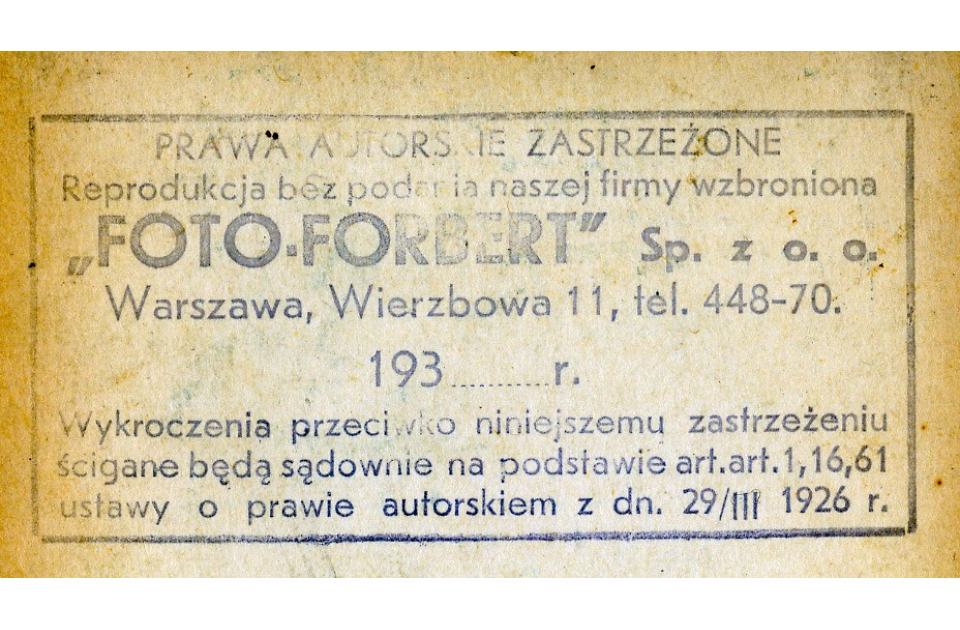 PRAWA AUTORSKIE ZASTRZEŻONE
Reprodukcja bez podania naszej firmy wzbroniona
„FOTO-FORBERT” Sp. z o. o.
Warszawa, Wierzbowa 11, tel. 448-70.
193...........r.
Wykroczenia przeciwko niniejszemu zastrzeżeniu
ścigane będą sądownie na podstawie art.art.1,16,61
ustawy o prawie autorskiem z dn. 29/III 1926 r.